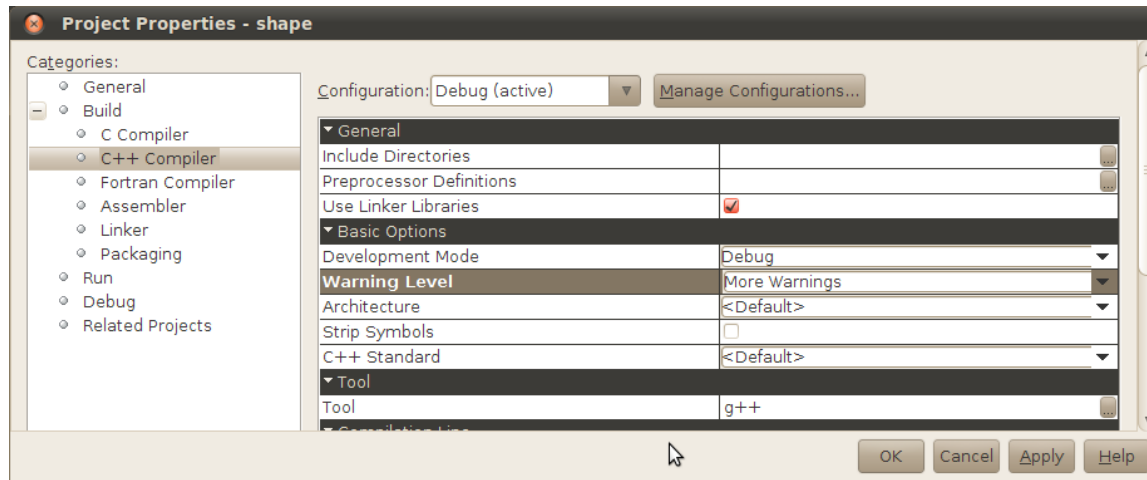 Project Properties - shape
Categories:
General
Build
C Compiler
C++ Compiler
Fortran Compiler
Assembler
Linker
Packaging
Run
Debug
Related Projects
Configuration: Debug (active) Manage Configurations...
General
Include Directories ...
Preprocessor Definitions ...
Use Linker Libraries
Basic Options
Development Mode Debug
Warning Level More Warnings
Architecture <Default>
Strip Symbols
C++ Standard <Default>
Tool
Tool g++ ...
Compilation Line
OK Cancel Apply Help